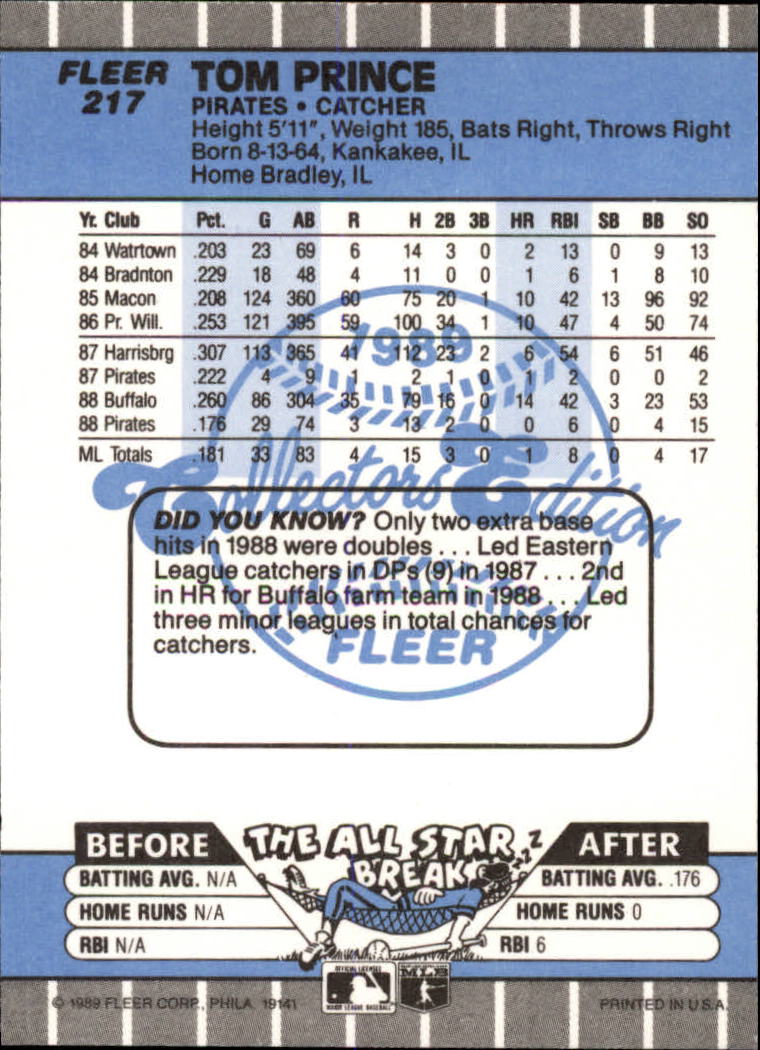 FLEER
217
TOM PRINCE
PIRATES • CATCHER
Height 5'11", Weight 185, Bats Right, Throws Right
Born 8-13-64, Kankakee, IL
Home Bradley, IL
Yr. Club Pct. G AB R H 2B 3B HR RBI SB BB SO
84 Watrtown .203 23 69 6 14 3 0 2 13 0 9 13
84 Bradnton .229 18 48 4 11 0 0 1 6 1 8 10
85 Macon .208 124 360 60 75 20 1 10 42 13 96 92
86 Pr. Will. .253 121 395 59 100 34 1 10 47 4 50 74
87 Harrisbrg .307 113 365 41 112 23 2 6 54 6 51 46
87 Pirates .222 4 9 1 2 1 0 1 2 0 0 2
88 Buffalo .260 86 304 35 79 16 0 14 42 3 23 53
88 Pirates .176 29 74 3 13 2 0 0 6 0 4 15
ML Totals .181 33 83 4 15 3 0 1 8 0 4 17
1989
Collectors Edition
FLEER
DID YOU KNOW? Only two extra base
hits in 1988 were doubles . . . Led Eastern
League catchers in DPs (9) in 1987 . . . 2nd
in HR for Buffalo farm team in 1988 . . . Led
three minor leagues in total chances for
catchers.
BEFORE THE ALL STAR BREAK AFTER
ZZZ
BATTING AVG. N/A BATTING AVG. .176
HOME RUNS N/A HOME RUNS 0
RBI N/A RBI 6
OFFICIAL LICENSEE
MAJOR LEAGUE BASEBALL
MLB
© 1989 FLEER CORP., PHILA. 19141 PRINTED IN U.S.A.